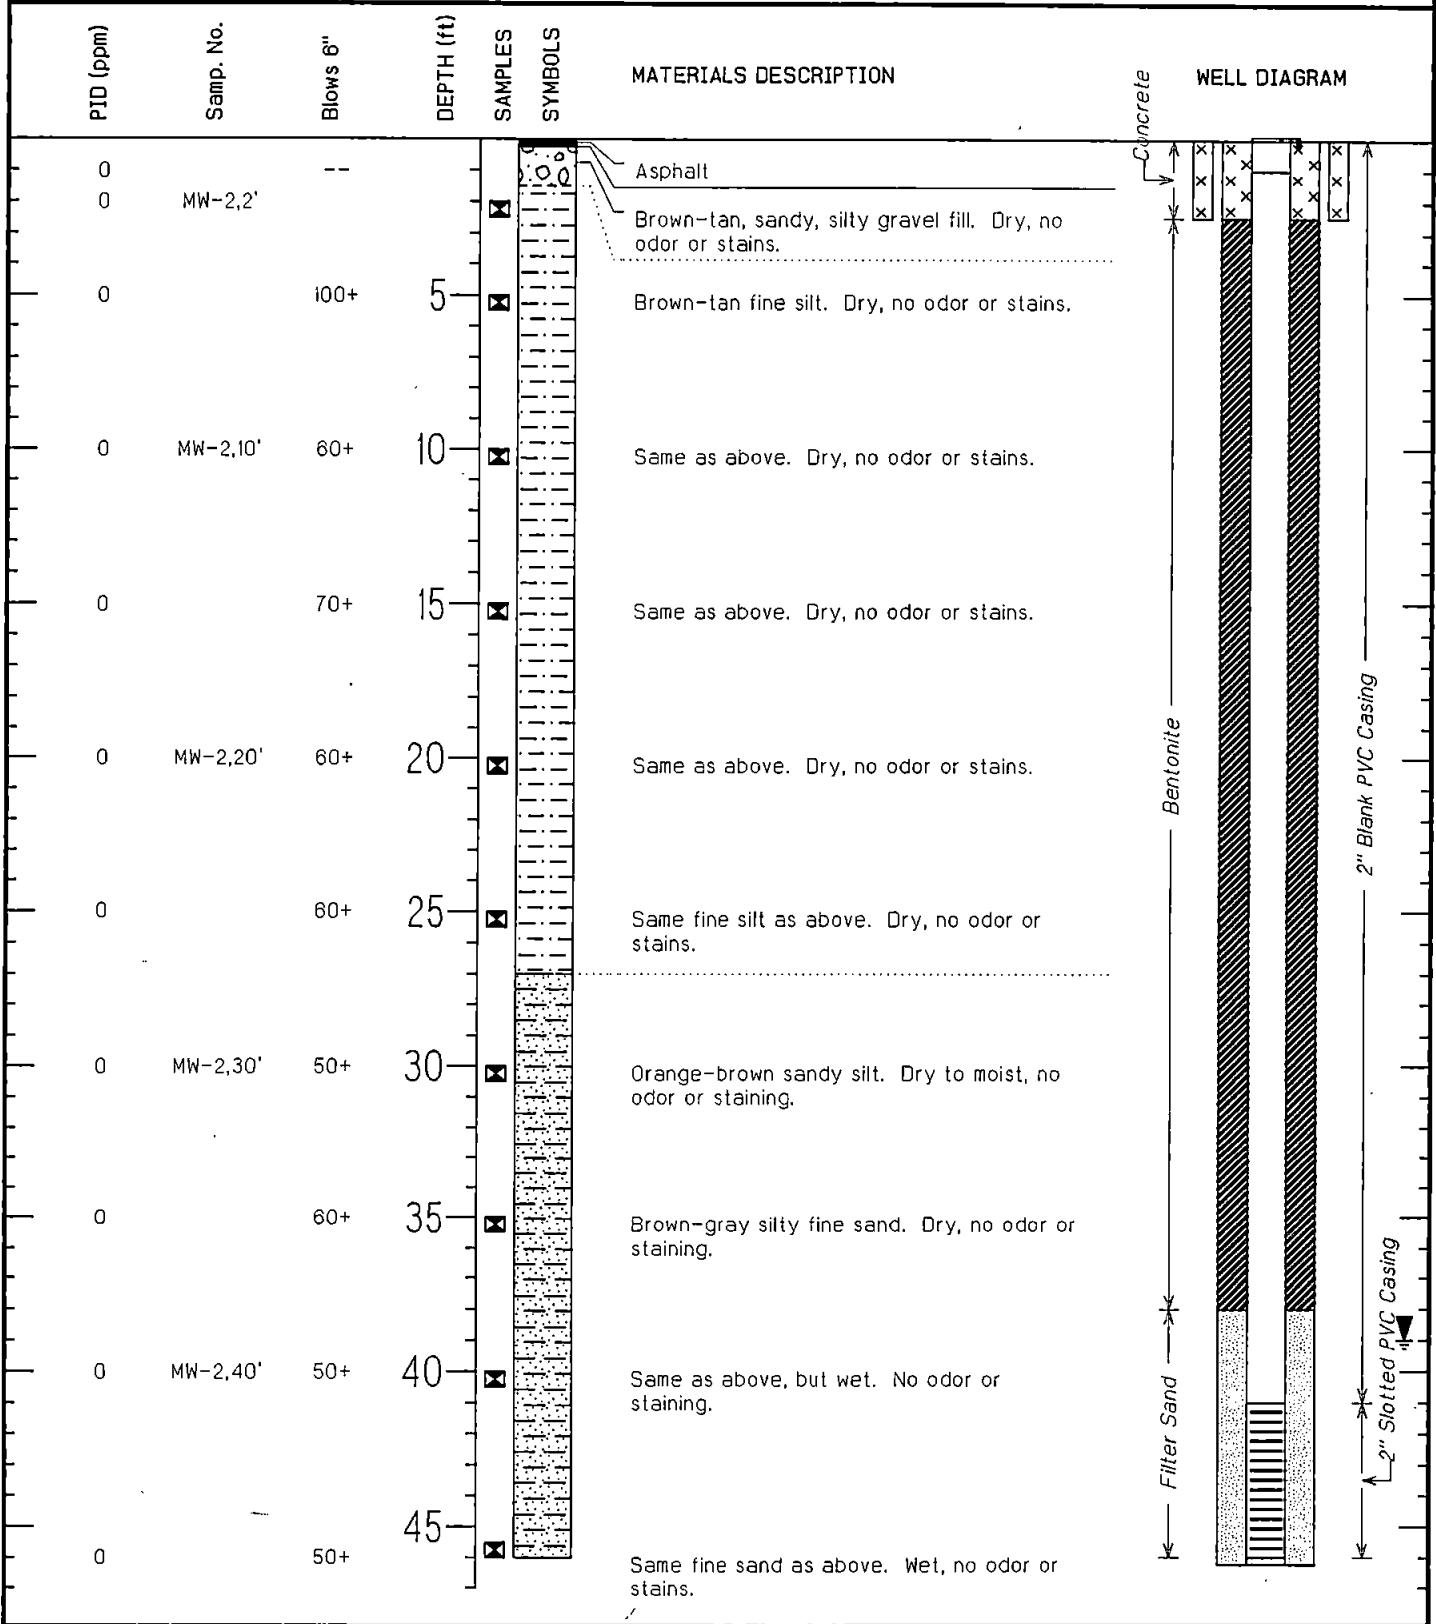 PID (ppm)
Samp. No.
Blows 6"
DEPTH (ft)
SAMPLES
SYMBOLS
MATERIALS DESCRIPTION
WELL DIAGRAM
Concrete
0 --
Asphalt
0 MW-2,2'
Brown-tan, sandy, silty gravel fill. Dry, no
odor or stains.
0 100+ 5 Brown-tan fine silt. Dry, no odor or stains.
0 MW-2,10' 60+ 10 Same as above. Dry, no odor or stains.
0 70+ 15 Same as above. Dry, no odor or stains.
0 MW-2,20' 60+ 20 Same as above. Dry, no odor or stains.
Bentonite
2" Blank PVC Casing
0 60+ 25 Same fine silt as above. Dry, no odor or
stains.
0 MW-2,30' 50+ 30 Orange-brown sandy silt. Dry to moist, no
odor or staining.
0 60+ 35 Brown-gray silty fine sand. Dry, no odor or
staining.
0 MW-2,40' 50+ 40 Same as above, but wet. No odor or
staining.
Filter Sand
2" Slotted PVC Casing
45
0 50+ Same fine sand as above. Wet, no odor or
stains.